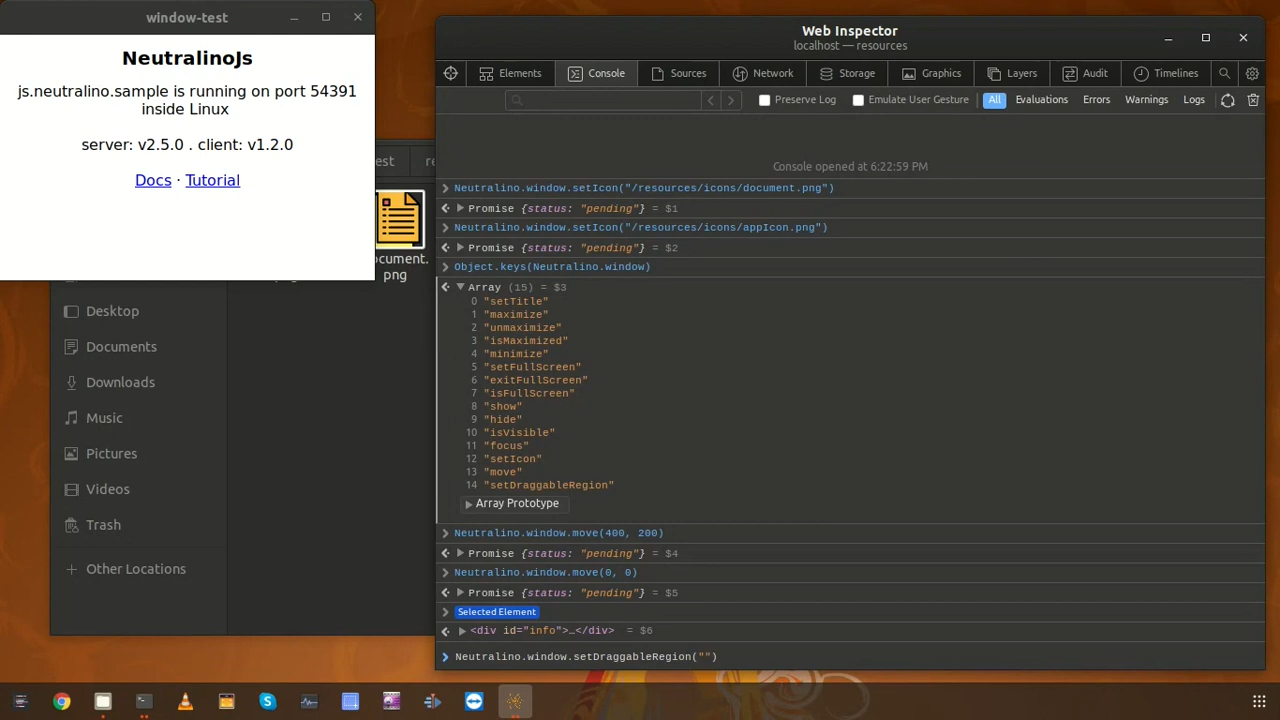 window-test
NeutralinoJs
js.neutralino.sample is running on port 54391
inside Linux
server: v2.5.0 . client: v1.2.0
Docs · Tutorial
est
re
ocument.
png
Desktop
Documents
Downloads
Music
Pictures
Videos
Trash
Other Locations
Web Inspector
localhost — resources
Elements
Console
Sources
Network
Storage
Graphics
Layers
Audit
Timelines
Preserve Log
Emulate User Gesture
All
Evaluations
Errors
Warnings
Logs
Console opened at 6:22:59 PM
Neutralino.window.setIcon("/resources/icons/document.png")
Promise {status: "pending"} = $1
Neutralino.window.setIcon("/resources/icons/appIcon.png")
Promise {status: "pending"} = $2
Object.keys(Neutralino.window)
Array (15) = $3
0 "setTitle"
1 "maximize"
2 "unmaximize"
3 "isMaximized"
4 "minimize"
5 "setFullScreen"
6 "exitFullScreen"
7 "isFullScreen"
8 "show"
9 "hide"
10 "isVisible"
11 "focus"
12 "setIcon"
13 "move"
14 "setDraggableRegion"
Array Prototype
Neutralino.window.move(400, 200)
Promise {status: "pending"} = $4
Neutralino.window.move(0, 0)
Promise {status: "pending"} = $5
Selected Element
<div id="info">…</div> = $6
Neutralino.window.setDraggableRegion("")